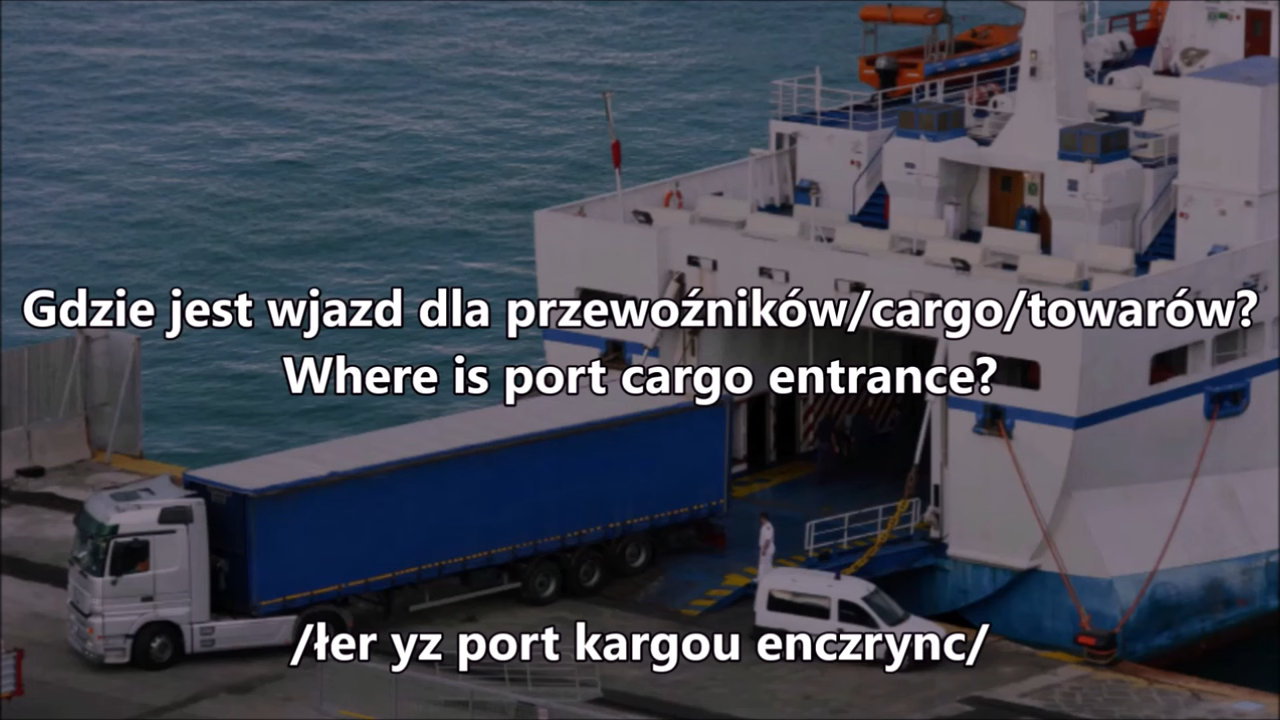 Gdzie jest wjazd dla przewoźników/cargo/towarów?
Where is port cargo entrance?
/łer yz port kargou enczrync/